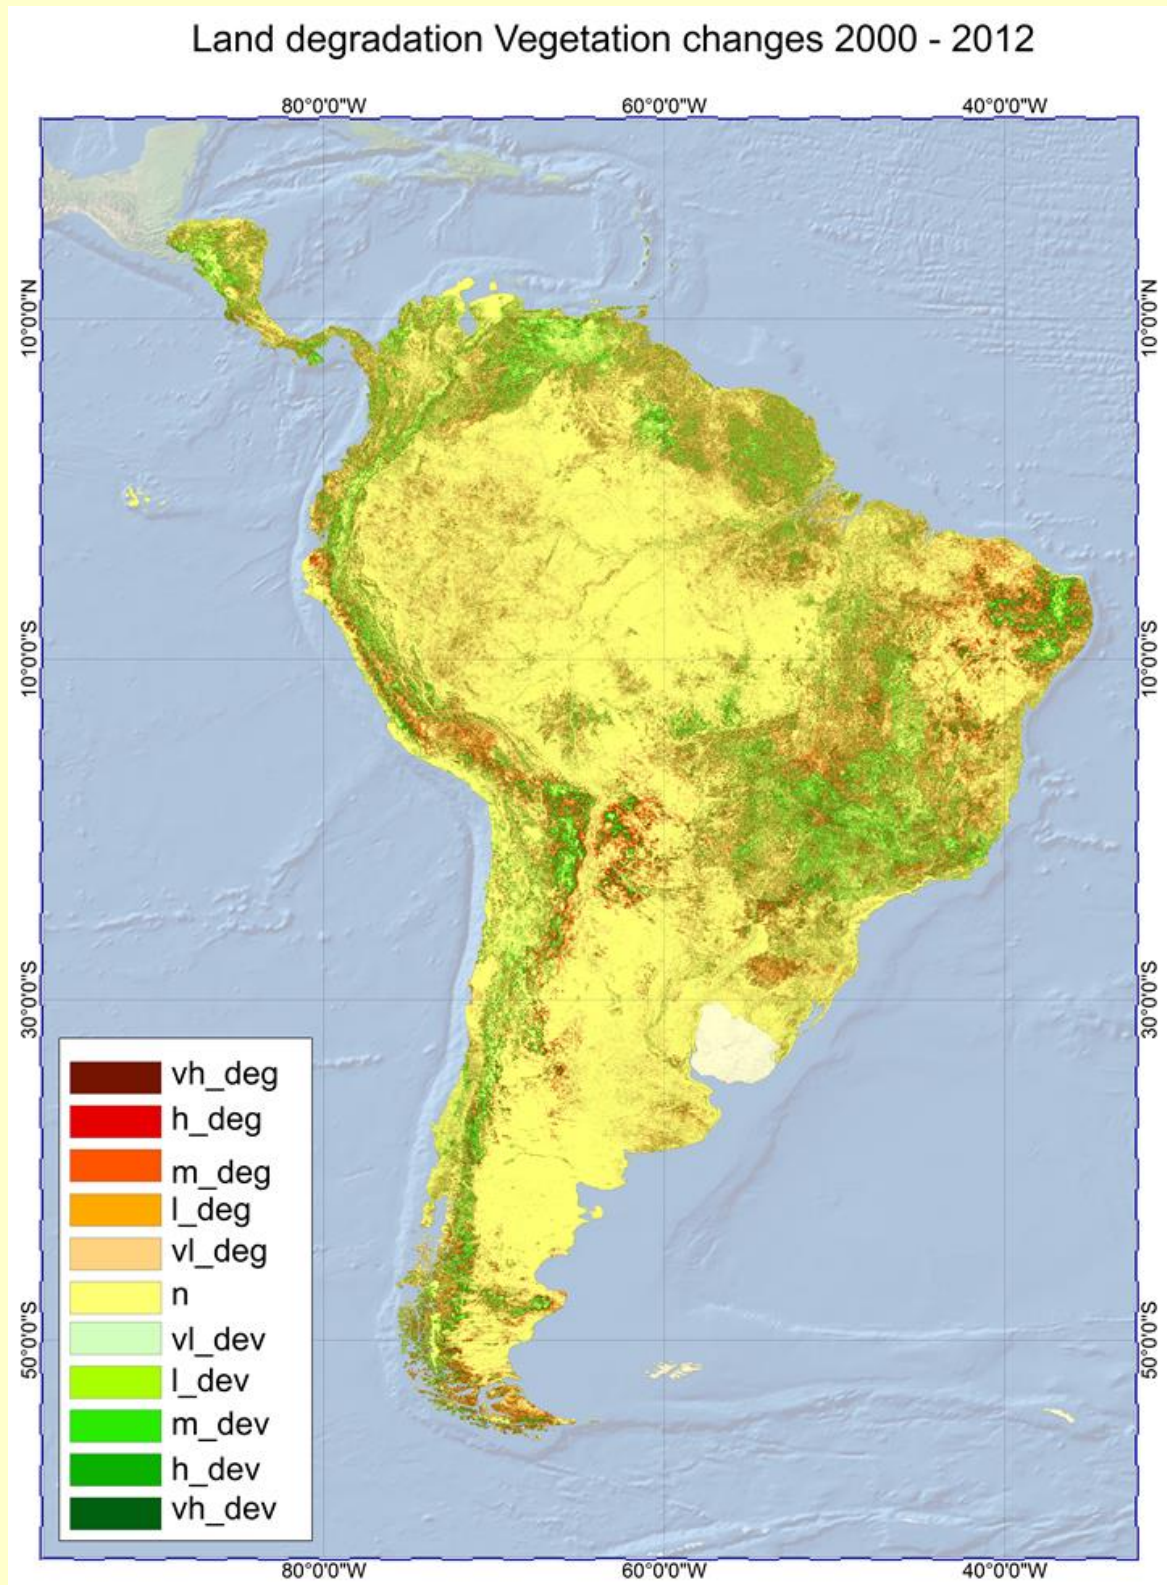 Land degradation Vegetation changes 2000 - 2012
80°0'0"W 60°0'0"W 40°0'0"W
10°0'0"N 10°0'0"N
10°0'0"S 10°0'0"S
30°0'0"S 30°0'0"S
50°0'0"S 50°0'0"S
vh_deg
h_deg
m_deg
l_deg
vl_deg
n
vl_dev
l_dev
m_dev
h_dev
vh_dev
80°0'0"W 60°0'0"W 40°0'0"W